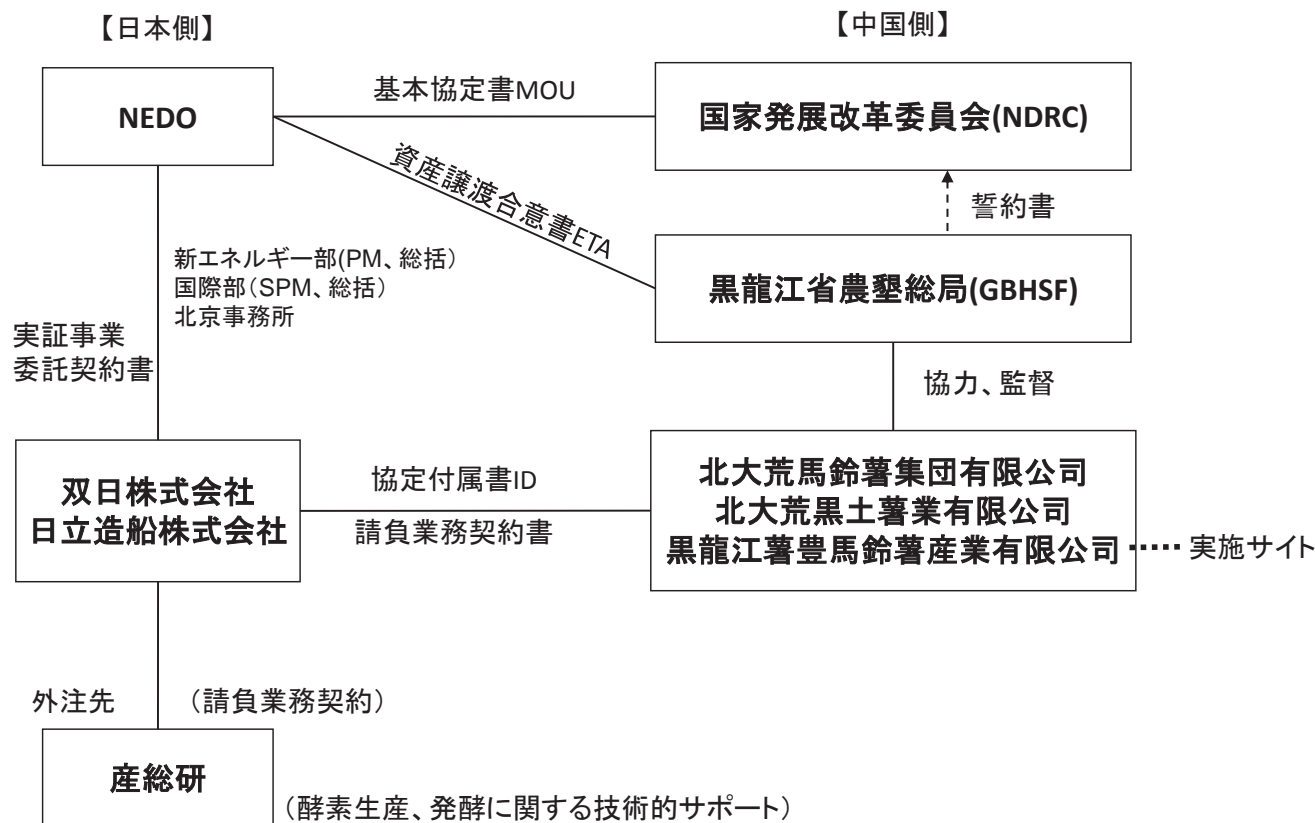 【日本側】
【中国側】
NEDO
基本協定書MOU
国家発展改革委員会(NDRC)
資産譲渡合意書ETA
誓約書
新エネルギー部(PM、総括)
国際部(SPM、総括)
北京事務所
黒龍江省農墾総局(GBHSF)
実証事業
委託契約書
協力、監督
双日株式会社
日立造船株式会社
協定付属書ID
請負業務契約書
北大荒馬鈴薯集団有限公司
北大荒黒土薯業有限公司
黒龍江薯豊馬鈴薯産業有限公司
実施サイト
外注先
(請負業務契約)
産総研
(酵素生産、発酵に関する技術的サポート)